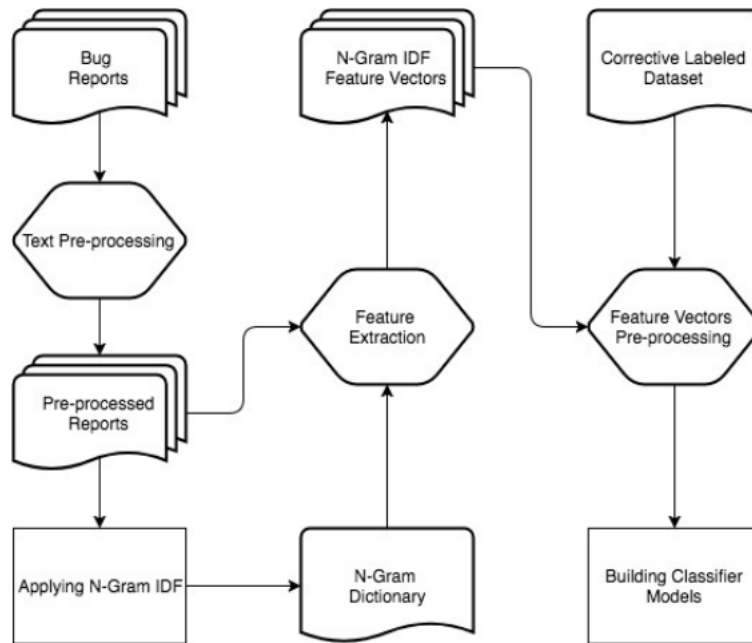 Bug
Reports
Text Pre-processing
Pre-processed
Reports
Applying N-Gram IDF
N-Gram IDF
Feature Vectors
Feature
Extraction
N-Gram
Dictionary
Corrective Labeled
Dataset
Feature Vectors
Pre-processing
Building Classifier
Models